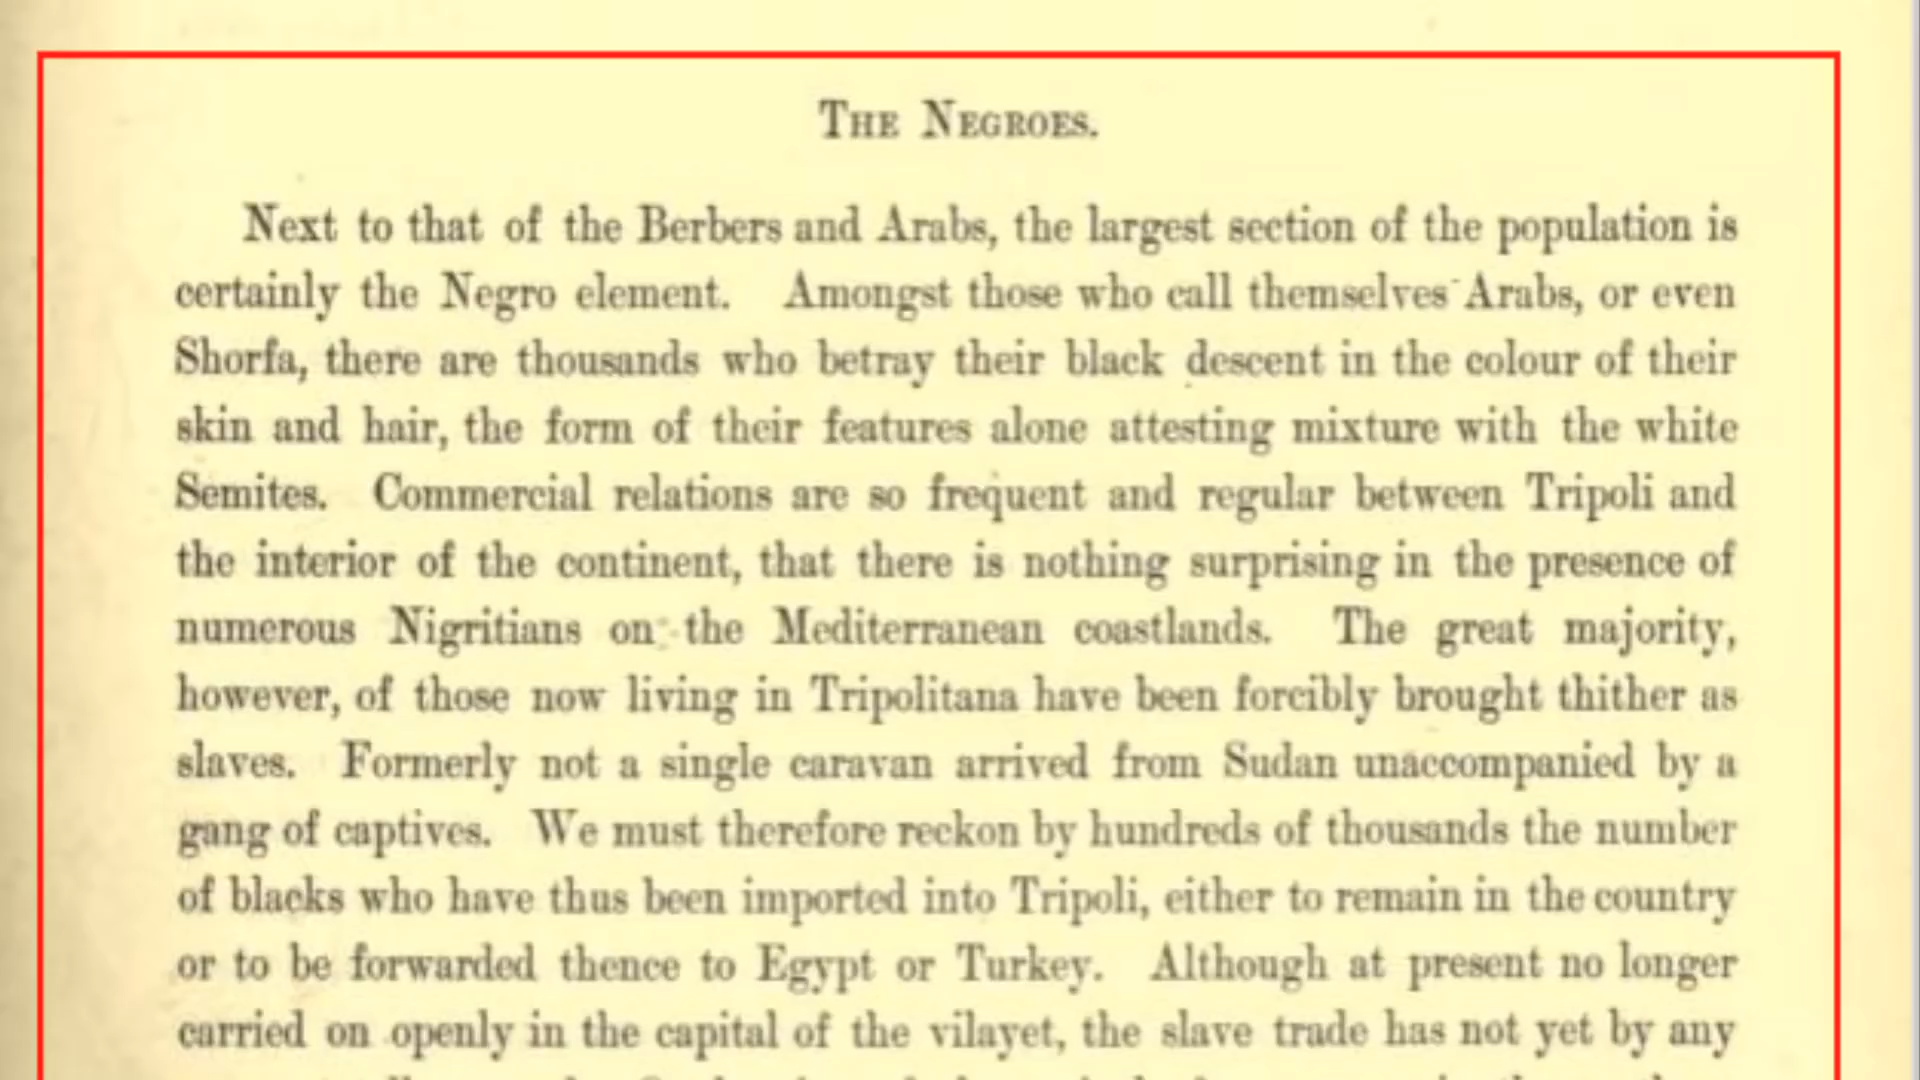 THE NEGROES.
Next to that of the Berbers and Arabs, the largest section of the population is
certainly the Negro element. Amongst those who call themselves Arabs, or even
Shorfa, there are thousands who betray their black descent in the colour of their
skin and hair, the form of their features alone attesting mixture with the white
Semites. Commercial relations are so frequent and regular between Tripoli and
the interior of the continent, that there is nothing surprising in the presence of
numerous Nigritians on the Mediterranean coastlands. The great majority,
however, of those now living in Tripolitana have been forcibly brought thither as
slaves. Formerly not a single caravan arrived from Sudan unaccompanied by a
gang of captives. We must therefore reckon by hundreds of thousands the number
of blacks who have thus been imported into Tripoli, either to remain in the country
or to be forwarded thence to Egypt or Turkey. Although at present no longer
carried on openly in the capital of the vilayet, the slave trade has not yet by any